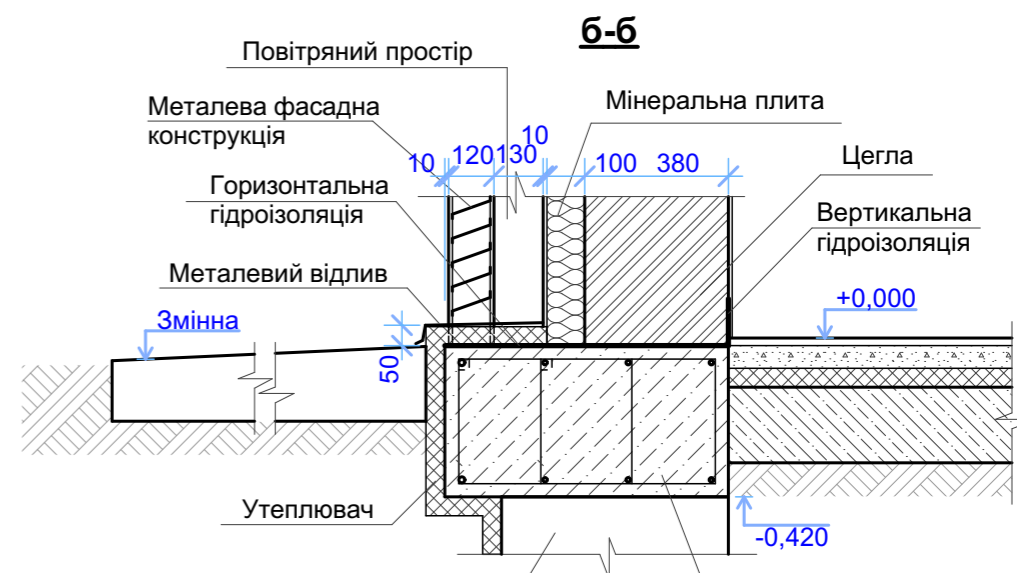 б-б
Повітряний простір
Металева фасадна
конструкція
Мінеральна плита
10
10
120
130
100
380
Цегла
Горизонтальна
гідроізоляція
Вертикальна
гідроізоляція
Металевий відлив
+0,000
Змінна
50
Утеплювач
-0,420